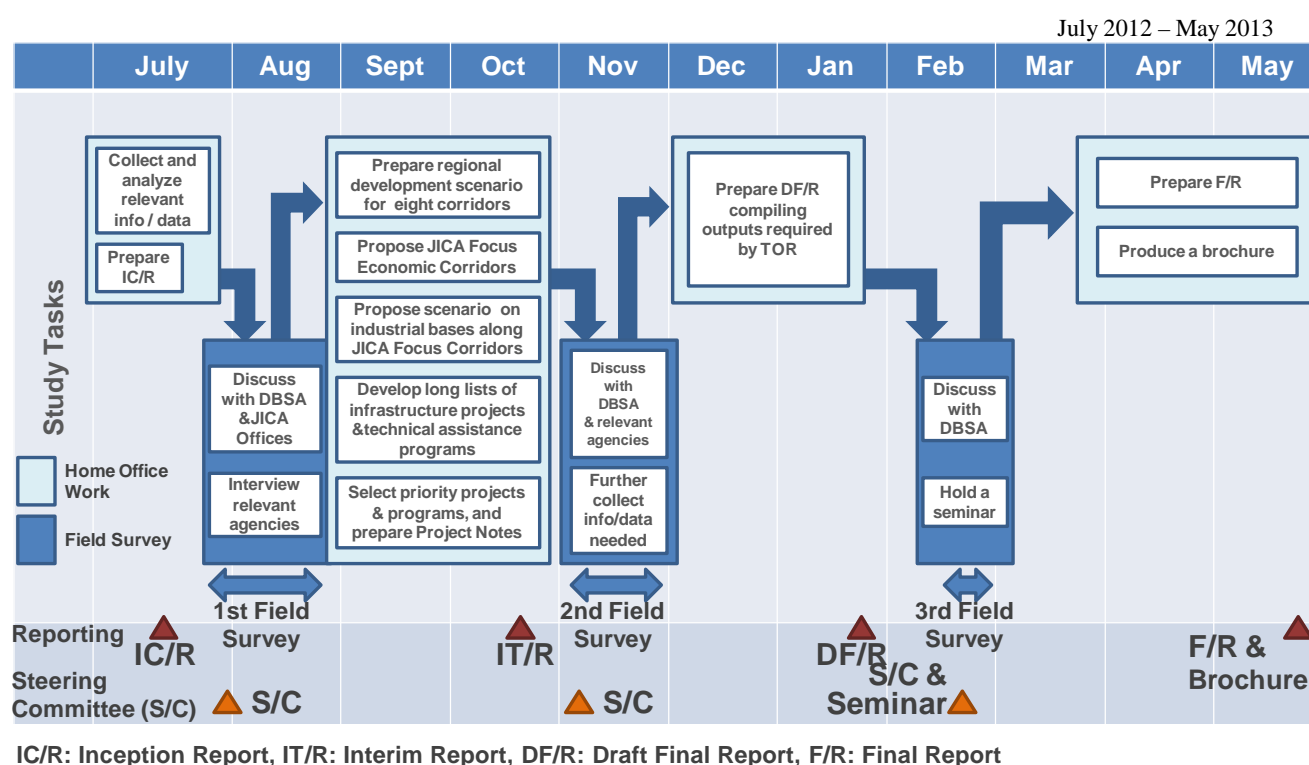 July 2012 – May 2013
July Aug Sept Oct Nov Dec Jan Feb Mar Apr May
Study Tasks
Collect and
analyze
relevant
info / data
Prepare
IC/R
Discuss
with DBSA
&JICA
Offices
Interview
relevant
agencies
Prepare regional
development scenario
for eight corridors
Propose JICA Focus
Economic Corridors
Propose scenario on
industrial bases along
JICA Focus Corridors
Develop long lists of
infrastructure projects
&technical assistance
programs
Select priority projects
& programs, and
prepare Project Notes
Discuss
with
DBSA
& relevant
agencies
Further
collect
info/data
needed
Prepare DF/R
compiling
outputs required
by TOR
Discuss
with
DBSA
Hold a
seminar
Prepare F/R
Produce a brochure
Home Office
Work
Field Survey
1st Field
Survey
2nd Field
Survey
3rd Field
Survey
Reporting
IC/R
IT/R
DF/R
F/R &
Brochure
Steering
Committee (S/C)
S/C
S/C
S/C &
Seminar
IC/R: Inception Report, IT/R: Interim Report, DF/R: Draft Final Report, F/R: Final Report